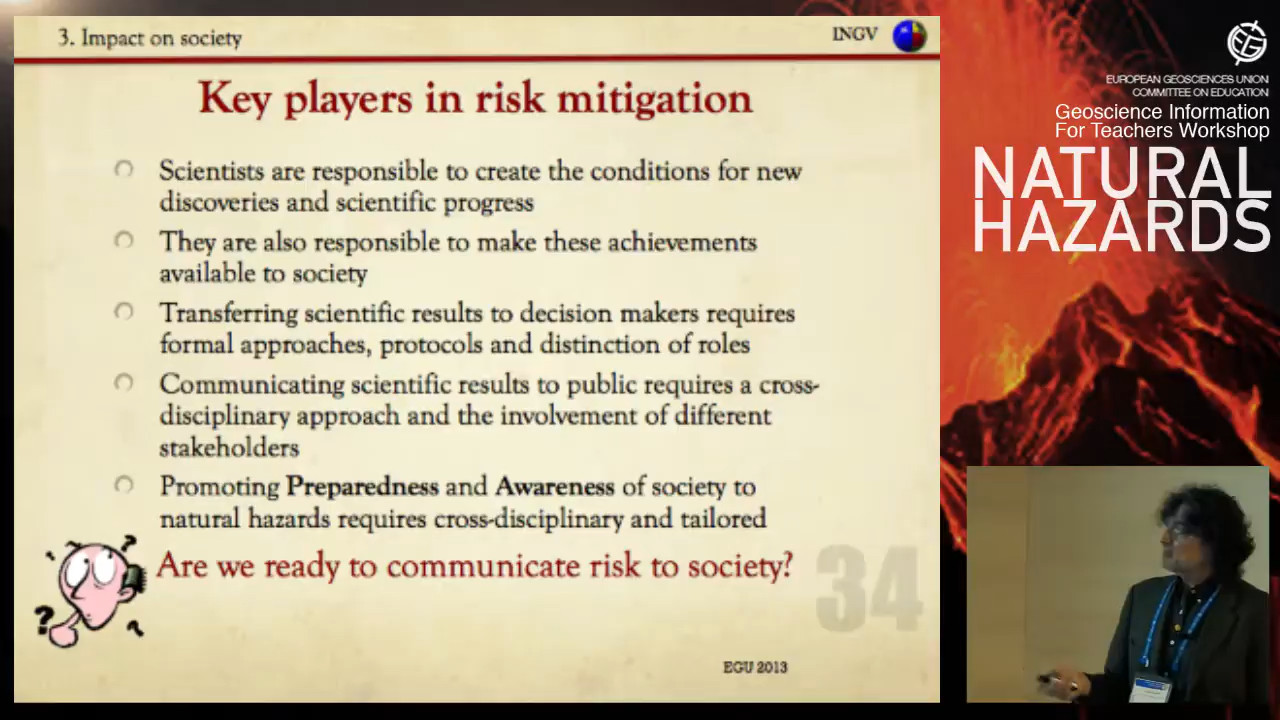 3. Impact on society
INGV
Key players in risk mitigation
Scientists are responsible to create the conditions for new
discoveries and scientific progress
They are also responsible to make these achievements
available to society
Transferring scientific results to decision makers requires
formal approaches, protocols and distinction of roles
Communicating scientific results to public requires a cross-
disciplinary approach and the involvement of different
stakeholders
Promoting Preparedness and Awareness of society to
natural hazards requires cross-disciplinary and tailored
Are we ready to communicate risk to society?
34
EGU 2013
EUROPEAN GEOSCIENCES UNION
COMMITTEE ON EDUCATION
Geoscience Information
For Teachers Workshop
NATURAL
HAZARDS